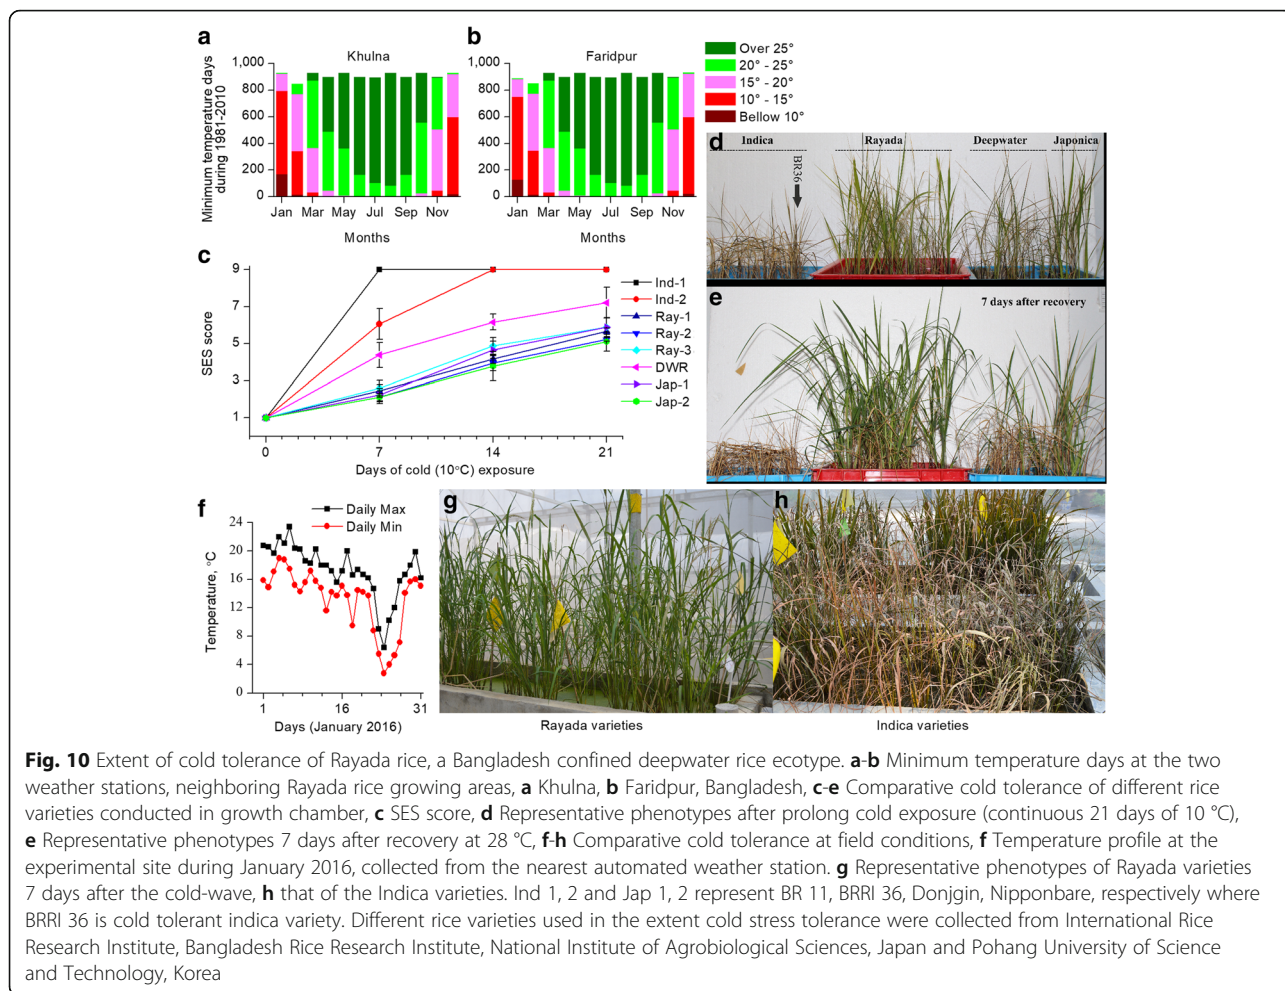 a
Khulna
Minimum temperature days
during 1981-2010
1,000
800
600
400
200
0
Jan Mar May Jul Sep Nov
Months
b
Faridpur
1,000
800
600
400
200
0
Jan Mar May Jul Sep Nov
Months
Over 25°
20° - 25°
15° - 20°
10° - 15°
Bellow 10°
c
SES score
9
7
5
3
1
0 7 14 21
Days of cold (10°C) exposure
Ind-1
Ind-2
Ray-1
Ray-2
Ray-3
DWR
Jap-1
Jap-2
d
Indica Rayada Deepwater Japonica
BR36
e
7 days after recovery
f
Daily Max
Daily Min
Temperature, °C
24
20
16
12
8
4
0
1 16 31
Days (January 2016)
g
Rayada varieties
h
Indica varieties
Fig. 10 Extent of cold tolerance of Rayada rice, a Bangladesh confined deepwater rice ecotype. a-b Minimum temperature days at the two
weather stations, neighboring Rayada rice growing areas, a Khulna, b Faridpur, Bangladesh, c-e Comparative cold tolerance of different rice
varieties conducted in growth chamber, c SES score, d Representative phenotypes after prolong cold exposure (continuous 21 days of 10 °C),
e Representative phenotypes 7 days after recovery at 28 °C, f-h Comparative cold tolerance at field conditions, f Temperature profile at the
experimental site during January 2016, collected from the nearest automated weather station. g Representative phenotypes of Rayada varieties
7 days after the cold-wave, h that of the Indica varieties. Ind 1, 2 and Jap 1, 2 represent BR 11, BRRI 36, Donjgin, Nipponbare, respectively where
BRRI 36 is cold tolerant indica variety. Different rice varieties used in the extent cold stress tolerance were collected from International Rice
Research Institute, Bangladesh Rice Research Institute, National Institute of Agrobiological Sciences, Japan and Pohang University of Science
and Technology, Korea